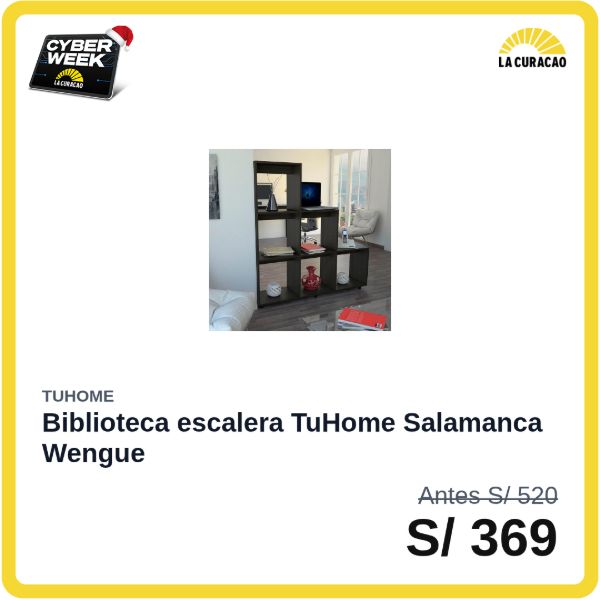 CYBER
WEEK
LA CURACAO
LA CURACAO
TUHOME
Biblioteca escalera TuHome Salamanca
Wengue
Antes S/ 520
S/ 369